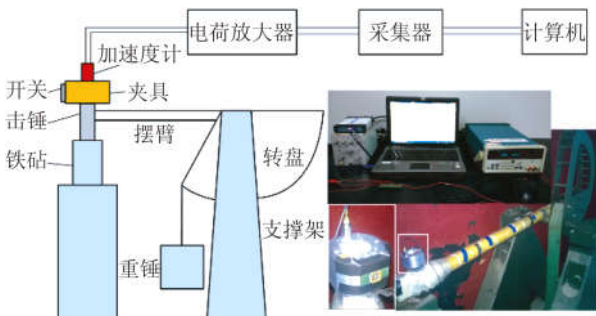 电荷放大器
采集器
计算机
加速度计
开关
夹具
击锤
摆臂
铁砧
转盘
支撑架
重锤